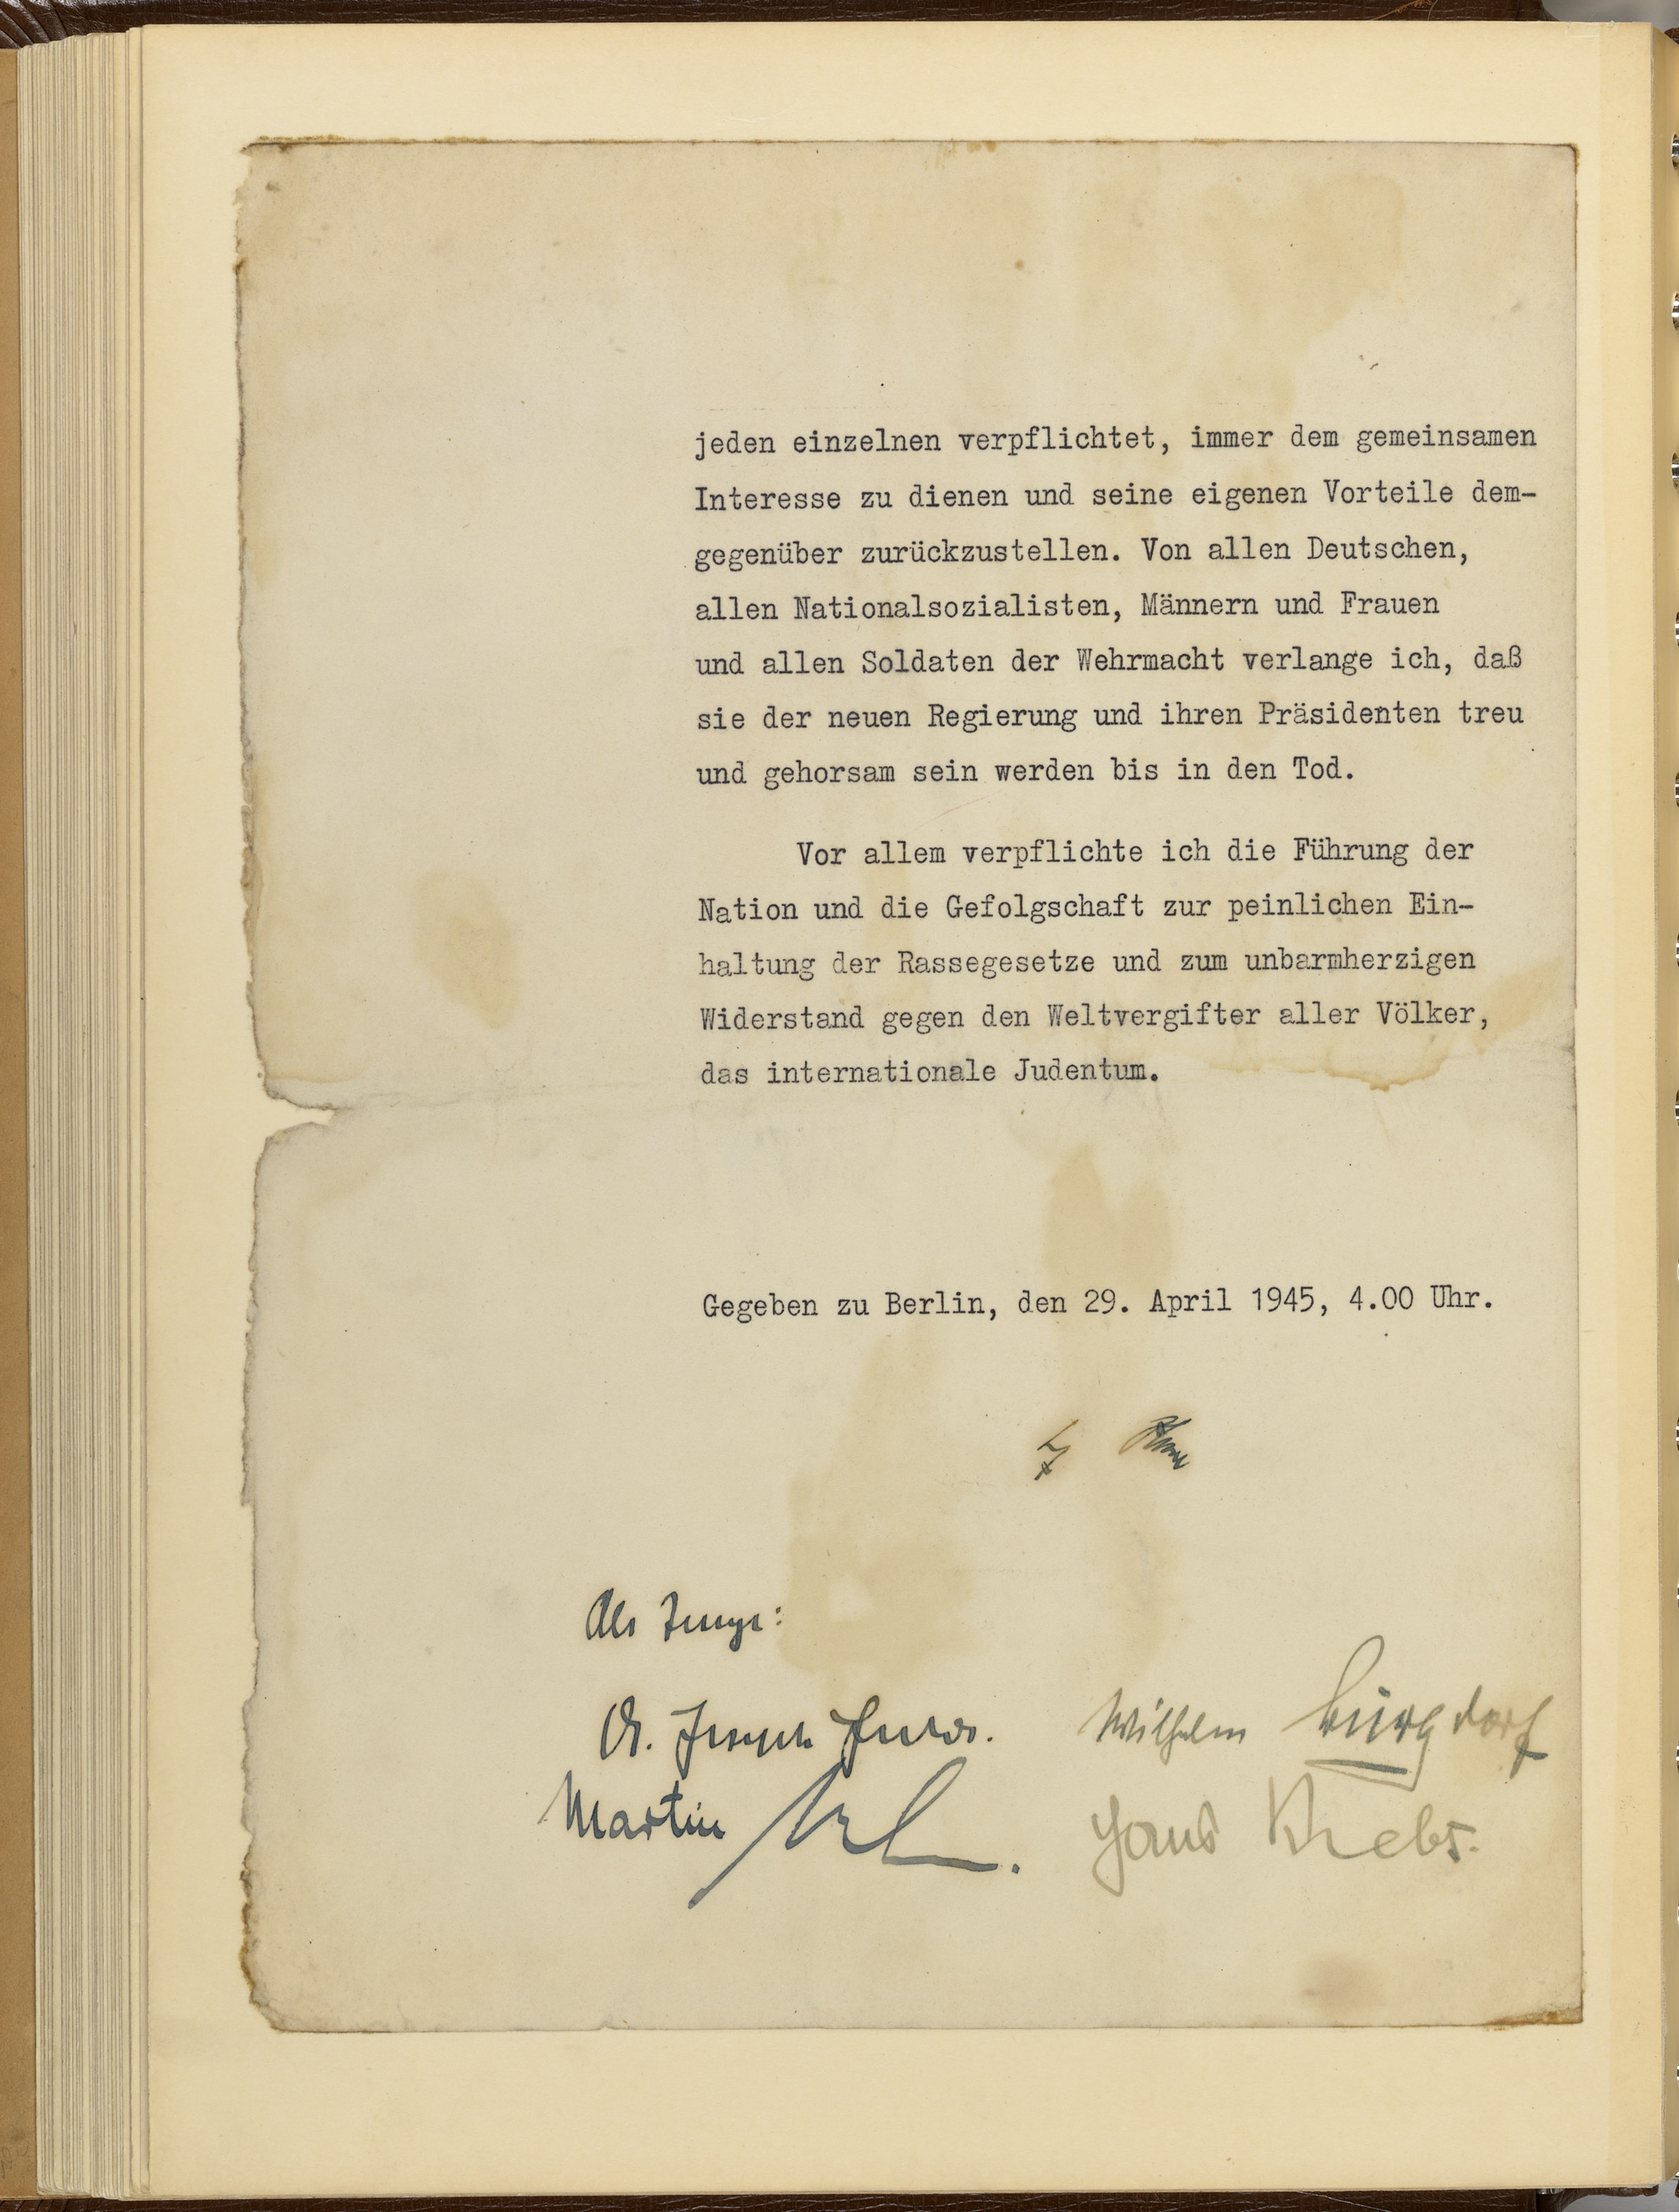 jeden einzelnen verpflichtet, immer dem gemeinsamen
Interesse zu dienen und seine eigenen Vorteile dem-
gegenüber zurückzustellen. Von allen Deutschen,
allen Nationalsozialisten, Männern und Frauen
und allen Soldaten der Wehrmacht verlange ich, daß
sie der neuen Regierung und ihren Präsidenten treu
und gehorsam sein werden bis in den Tod.
Vor allem verpflichte ich die Führung der
Nation und die Gefolgschaft zur peinlichen Ein-
haltung der Rassegesetze und zum unbarmherzigen
Widerstand gegen den Weltvergifter aller Völker,
das internationale Judentum.
Gegeben zu Berlin, den 29. April 1945, 4.00 Uhr.
Als Zeuge:
Dr. Joseph
Wilhelm Burgdorf
Martin
Hans Krebs.